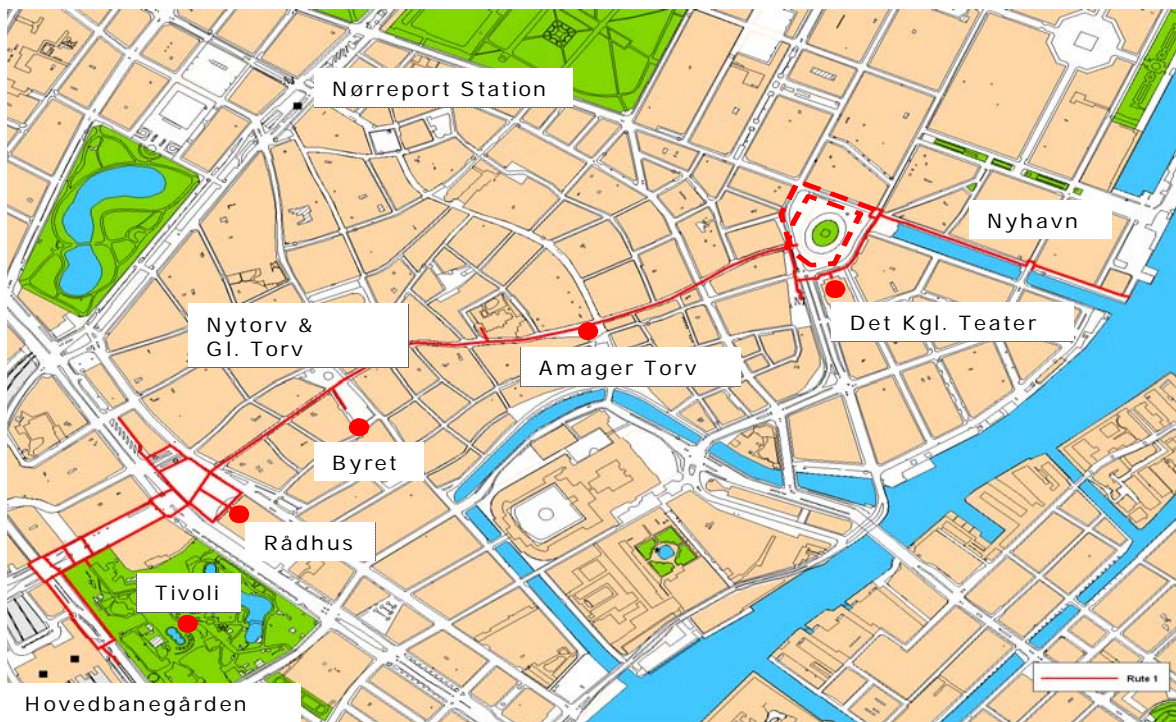 Nørreport Station
Nyhavn
Nytorv &
Gl. Torv
Det Kgl. Teater
Amager Torv
Byret
Rådhus
Tivoli
Rute 1
Hovedbanegården